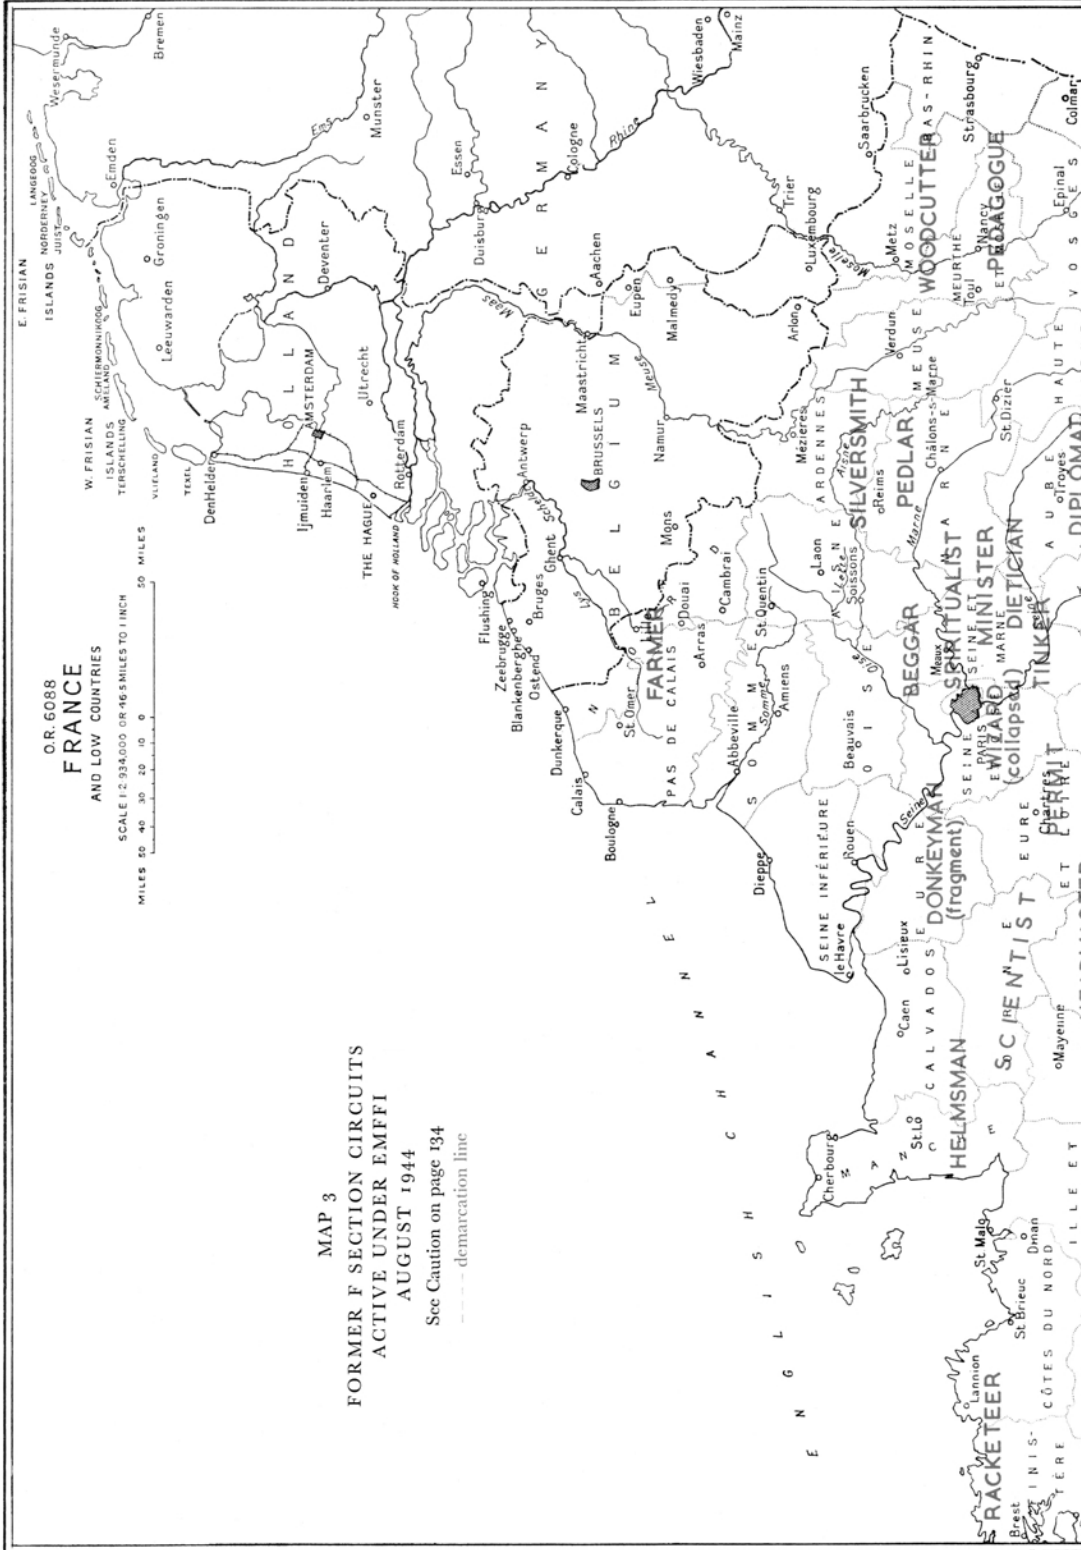 O.R. 6088
FRANCE
AND LOW COUNTRIES
SCALE 1:2,934,000 OR 46·5 MILES TO 1 INCH
MILES 50 40 30 20 10 0 50 MILES
MAP 3
FORMER F SECTION CIRCUITS
ACTIVE UNDER EMFFI
AUGUST 1944
See Caution on page 134
demarcation line
E. FRISIAN
ISLANDS
LANGEOOG
NORDERNEY
JUIST
W. FRISIAN
ISLANDS
SCHIERMONNIKOOG
AMELAND
TERSCHELLING
VLIELAND
TEXEL
Wesermunde
Bremen
Emden
Groningen
Leeuwarden
Den Helder
HOLLAND
Ijmuiden
Haarlem
AMSTERDAM
Utrecht
Deventer
THE HAGUE
HOOK OF HOLLAND
Rotterdam
Ems
Munster
Essen
Duisburg
GERMANY
Cologne
Rhine
Wiesbaden
Mainz
Aachen
Eupen
Malmedy
Maas
Maastricht
Meuse
BELGIUM
BRUSSELS
Antwerp
Scheldt
Ghent
Lys
Flushing
Zeebrugge
Blankenberghe
Bruges
Ostend
Namur
Mons
Dunkerque
Calais
Boulogne
St Omer
Lille
NORD
FARMER
Douai
PAS DE CALAIS
Arras
Cambrai
St.Quentin
Abbeville
Somme
SOMME
Amiens
Dieppe
SEINE INFÉRIEURE
Rouen
le Havre
Beauvais
OISE
Oise
AISNE
Laon
Soissons
Aisne
ARDENNES
Mézières
SILVERSMITH
Reims
PEDLAR
Arlon
Luxembourg
Trier
Saarbrucken
Moselle
MOSELLE
Metz
BAS-RHIN
WOODCUTTER
Strasbourg
PEDAGOGUE
Colmar
Nancy
MEURTHE
ET MOSELLE
Toul
Epinal
VOSGES
MEUSE
Verdun
Châlons-s-Marne
Marne
MARNE
St.Dizier
HAUTE
AUBE
Troyes
DIPLOMAT
BEGGAR
Meaux
SPIRITUALIST
SEINE ET
MARNE
MINISTER
DIETICIAN
TINKER
Seine
PARIS
SEINE
WIZARD
(collapsed)
PERMIT
Chartres
EURE
ET LOIRE
Seine
DONKEYMAN
(fragment)
EURE
Lisieux
Caen
CALVADOS
SCIENTIST
ORNE
Mayenne
HELMSMAN
St.Lô
MANCHE
Cherbourg
ENGLISH CHANNEL
St Malo
Dinan
ILLE ET
St Brieuc
CÔTES DU NORD
Lannion
RACKETEER
Brest
FINIS-
TÈRE